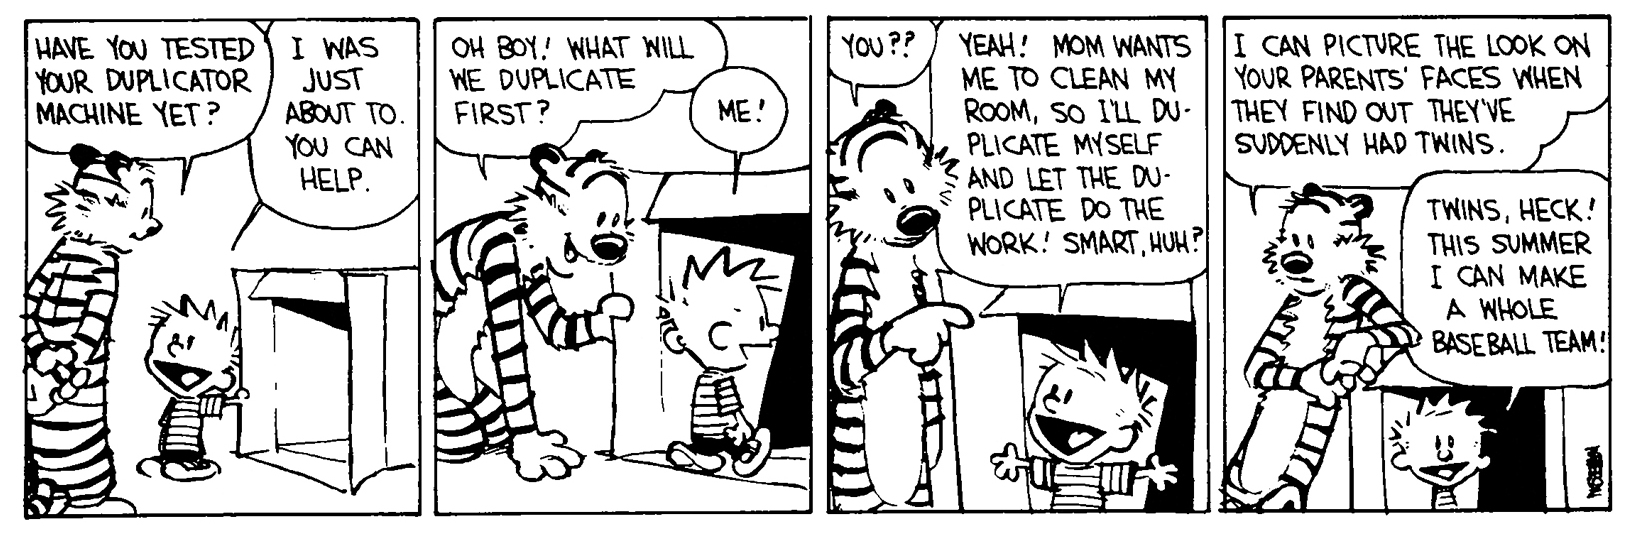 HAVE YOU TESTED
YOUR DUPLICATOR
MACHINE YET?
I WAS
JUST
ABOUT TO.
YOU CAN
HELP.
OH BOY! WHAT WILL
WE DUPLICATE
FIRST?
ME!
YOU??
YEAH! MOM WANTS
ME TO CLEAN MY
ROOM, SO I'LL DU-
PLICATE MYSELF
AND LET THE DU-
PLICATE DO THE
WORK! SMART, HUH?
I CAN PICTURE THE LOOK ON
YOUR PARENTS' FACES WHEN
THEY FIND OUT THEY'VE
SUDDENLY HAD TWINS.
TWINS, HECK!
THIS SUMMER
I CAN MAKE
A WHOLE
BASEBALL TEAM!